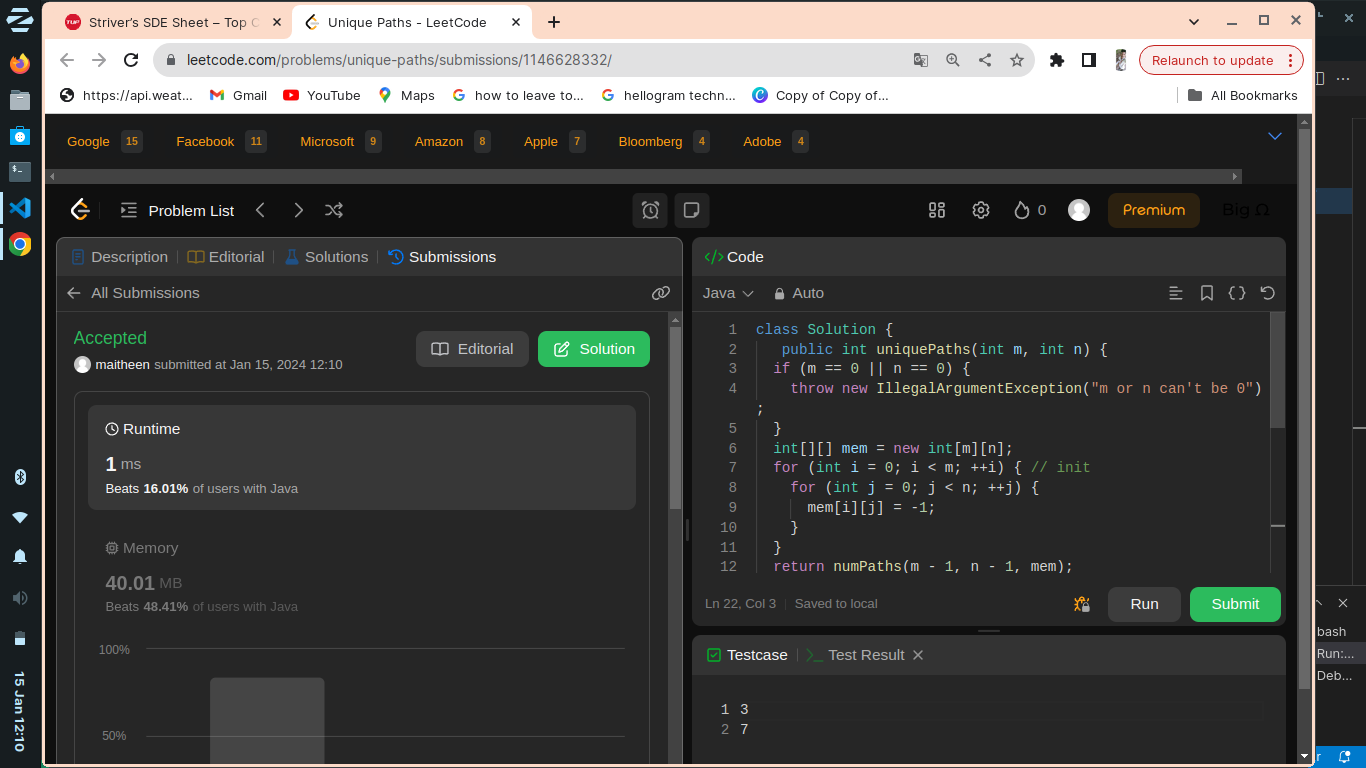 Striver's SDE Sheet – Top C
Unique Paths - LeetCode
leetcode.com/problems/unique-paths/submissions/1146628332/
Relaunch to update
https://api.weat...
Gmail
YouTube
Maps
how to leave to...
hellogram techn...
Copy of Copy of...
All Bookmarks
Google 15 Facebook 11 Microsoft 9 Amazon 8 Apple 7 Bloomberg 4 Adobe 4
Problem List
0
Premium
Big Ω
Description
Editorial
Solutions
Submissions
All Submissions
Accepted
maitheen submitted at Jan 15, 2024 12:10
Editorial
Solution
Runtime
1 ms
Beats 16.01% of users with Java
Memory
40.01 MB
Beats 48.41% of users with Java
100%
50%
</> Code
Java
Auto
1 class Solution {
2 public int uniquePaths(int m, int n) {
3 if (m == 0 || n == 0) {
4 throw new IllegalArgumentException("m or n can't be 0")
;
5 }
6 int[][] mem = new int[m][n];
7 for (int i = 0; i < m; ++i) { // init
8 for (int j = 0; j < n; ++j) {
9 mem[i][j] = -1;
10 }
11 }
12 return numPaths(m - 1, n - 1, mem);
Ln 22, Col 3
Saved to local
Run
Submit
Testcase
Test Result
1 3
2 7
bash
Run:...
Deb...
15 Jan 12:10